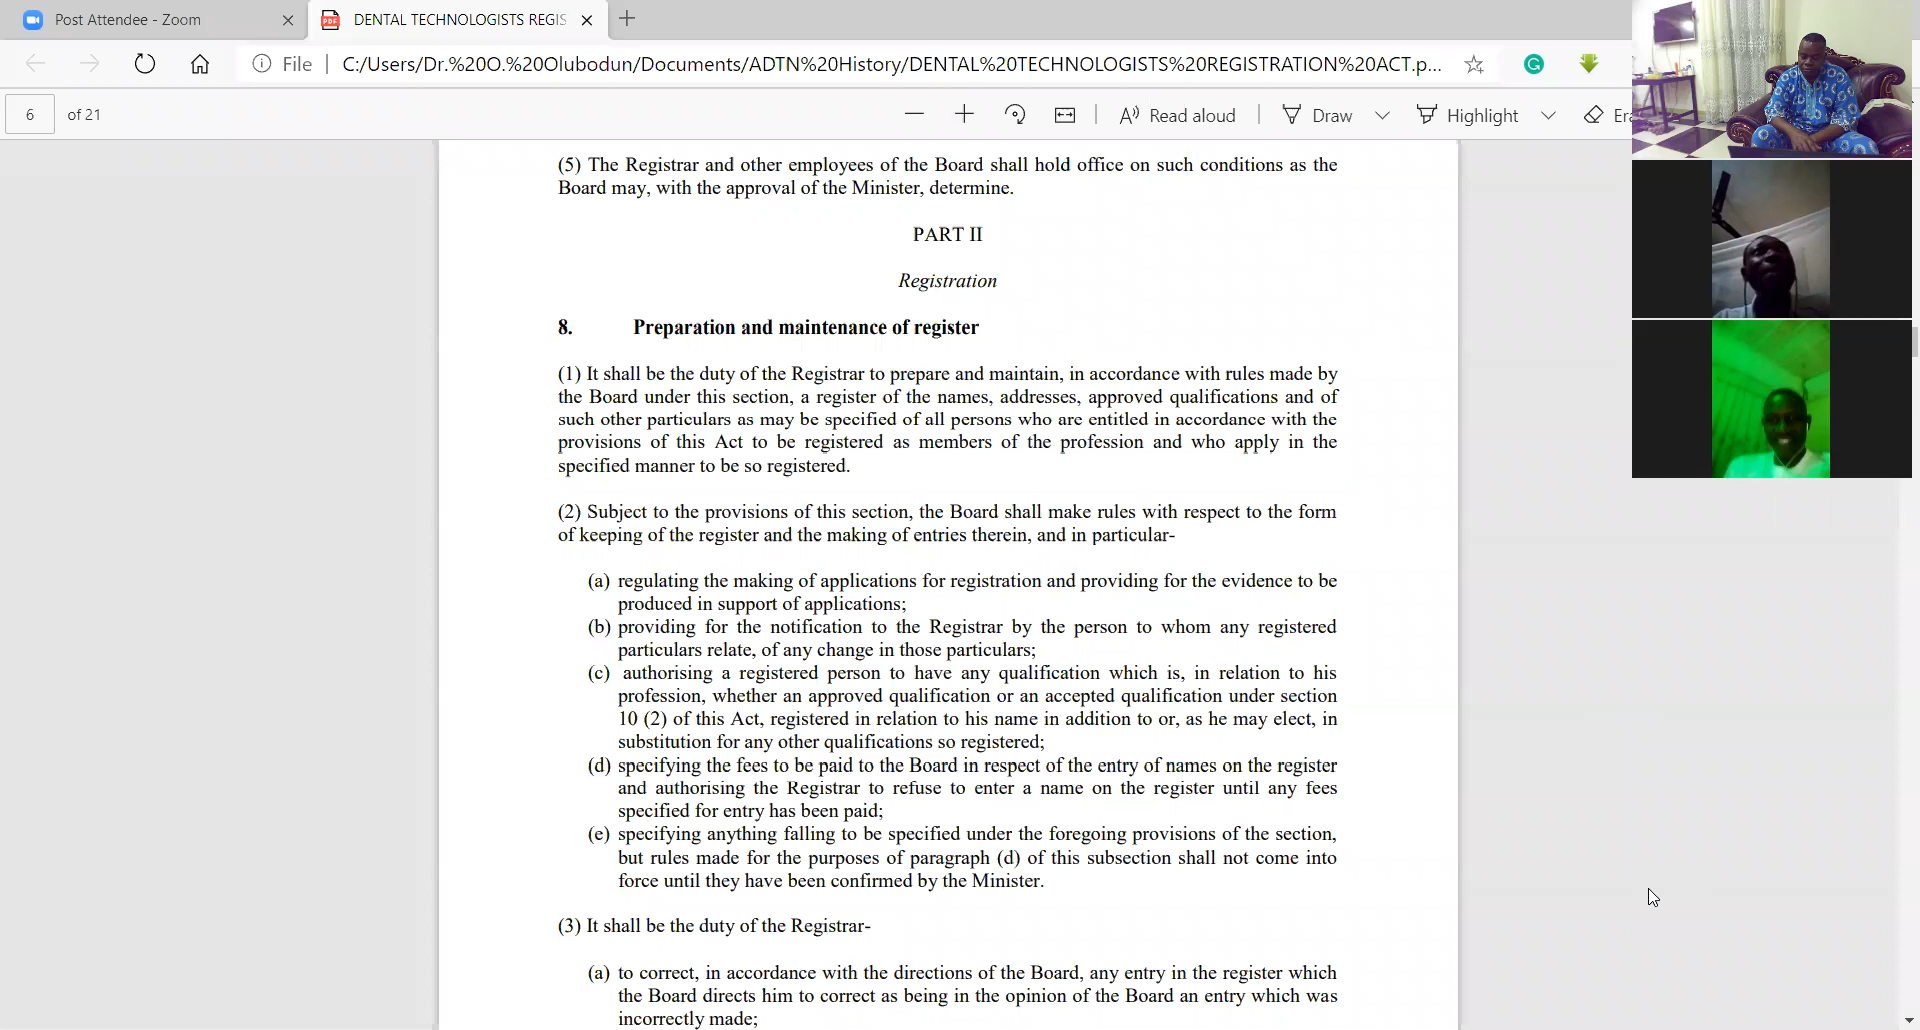 Post Attendee - Zoom
DENTAL TECHNOLOGISTS REGIS
File
C:/Users/Dr.%20O.%20Olubodun/Documents/ADTN%20History/DENTAL%20TECHNOLOGISTS%20REGISTRATION%20ACT.p...
6 of 21
Read aloud
Draw
Highlight
Era
(5) The Registrar and other employees of the Board shall hold office on such conditions as the
Board may, with the approval of the Minister, determine.
PART II
Registration
8. Preparation and maintenance of register
(1) It shall be the duty of the Registrar to prepare and maintain, in accordance with rules made by
the Board under this section, a register of the names, addresses, approved qualifications and of
such other particulars as may be specified of all persons who are entitled in accordance with the
provisions of this Act to be registered as members of the profession and who apply in the
specified manner to be so registered.
(2) Subject to the provisions of this section, the Board shall make rules with respect to the form
of keeping of the register and the making of entries therein, and in particular-
(a) regulating the making of applications for registration and providing for the evidence to be
produced in support of applications;
(b) providing for the notification to the Registrar by the person to whom any registered
particulars relate, of any change in those particulars;
(c) authorising a registered person to have any qualification which is, in relation to his
profession, whether an approved qualification or an accepted qualification under section
10 (2) of this Act, registered in relation to his name in addition to or, as he may elect, in
substitution for any other qualifications so registered;
(d) specifying the fees to be paid to the Board in respect of the entry of names on the register
and authorising the Registrar to refuse to enter a name on the register until any fees
specified for entry has been paid;
(e) specifying anything falling to be specified under the foregoing provisions of the section,
but rules made for the purposes of paragraph (d) of this subsection shall not come into
force until they have been confirmed by the Minister.
(3) It shall be the duty of the Registrar-
(a) to correct, in accordance with the directions of the Board, any entry in the register which
the Board directs him to correct as being in the opinion of the Board an entry which was
incorrectly made;